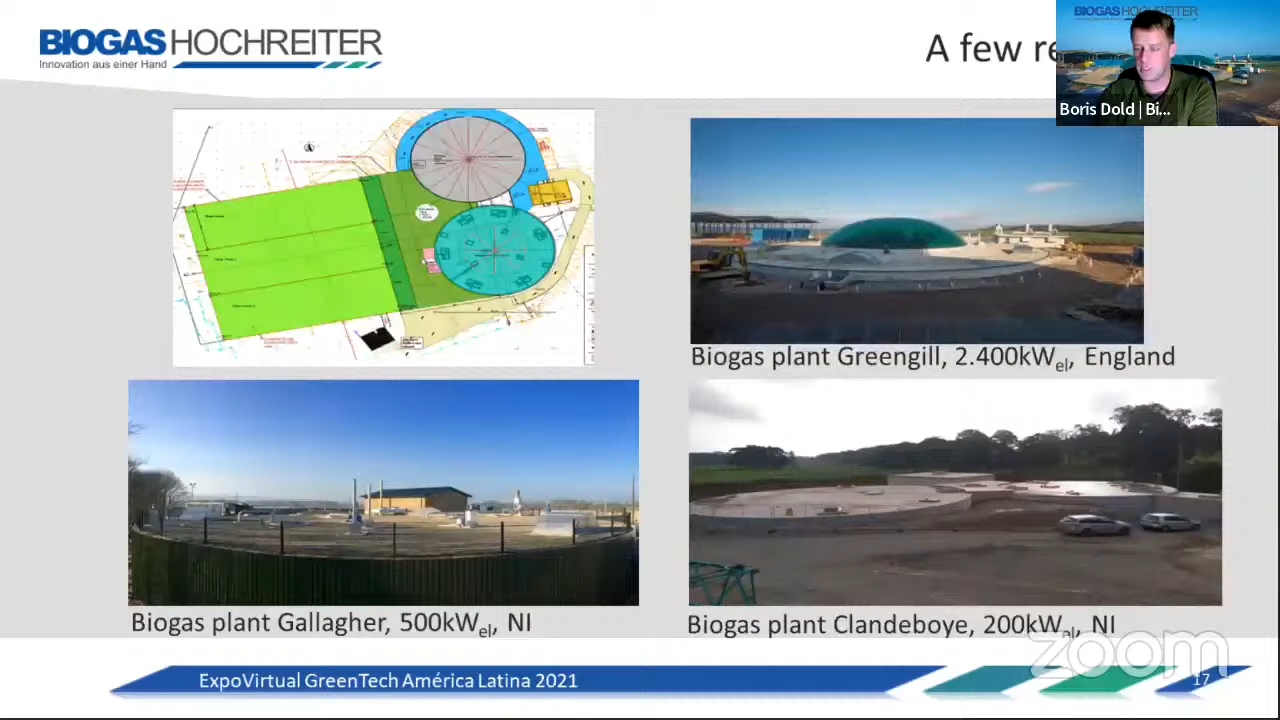 BIOGAS HOCHREITER
Innovation aus einer Hand
A few re
BIOGAS HOCHREITER
Boris Dold | Bi...
Biogas plant Greengill, 2.400kWel, England
Biogas plant Gallagher, 500kWel, NI
Biogas plant Clandeboye, 200kWel, NI
zoom
ExpoVirtual GreenTech América Latina 2021
17